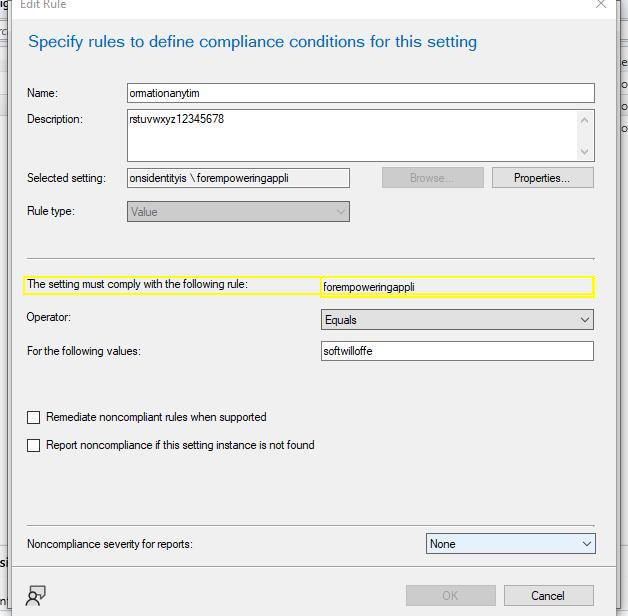 Edit Rule
Specify rules to define compliance conditions for this setting
Name: ormationanytim
Description: rstuvwxyz12345678
Selected setting: onsidentityis \ forempoweringappli Browse... Properties...
Rule type: Value
The setting must comply with the following rule: forempoweringappli
Operator: Equals
For the following values: softwilloffe
Remediate noncompliant rules when supported
Report noncompliance if this setting instance is not found
Noncompliance severity for reports: None
OK Cancel